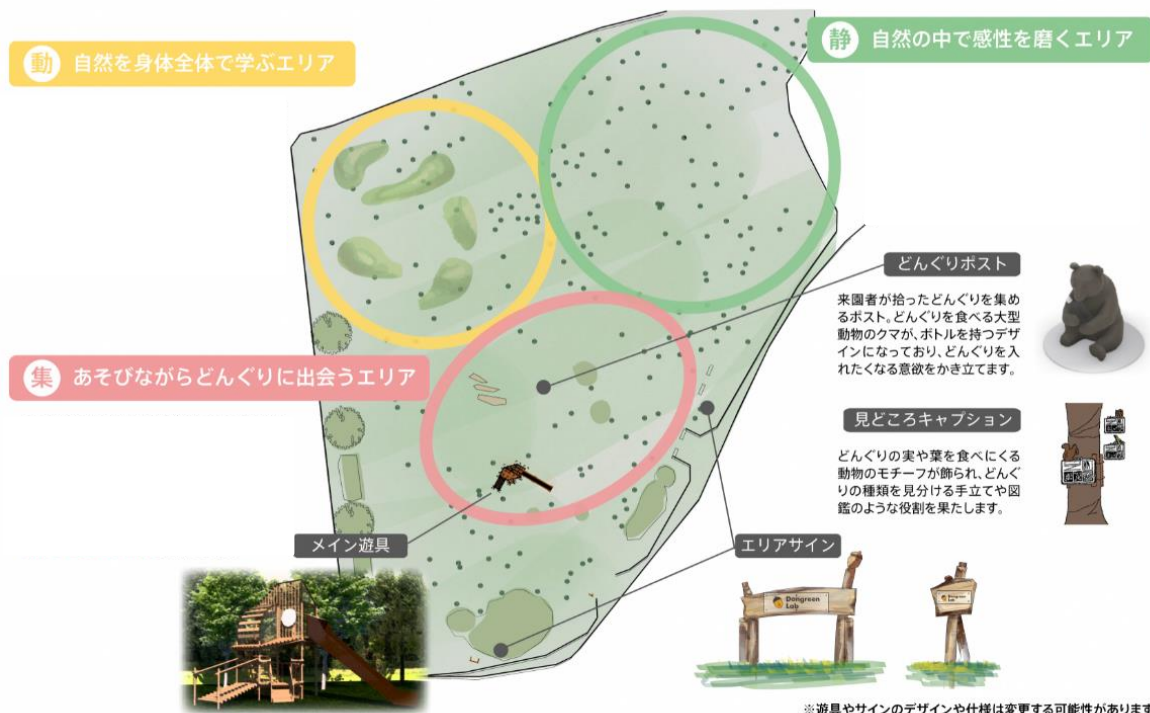 動 自然を身体全体で学ぶエリア
静 自然の中で感性を磨くエリア
どんぐりポスト
来園者が拾ったどんぐりを集め
るポスト。どんぐりを食べる大型
動物のクマが、ボトルを持つデザ
インになっており、どんぐりを入
れたくなる意欲をかき立てます。
集 あそびながらどんぐりに出会うエリア
見どころキャプション
どんぐりの実や葉を食べにくる
動物のモチーフが飾られ、どんぐ
りの種類を見分ける手立てや図
鑑のような役割を果たします。
メイン遊具
エリアサイン
Dongreen
Lab
※遊具やサインのデザインや仕様は変更する可能性があります